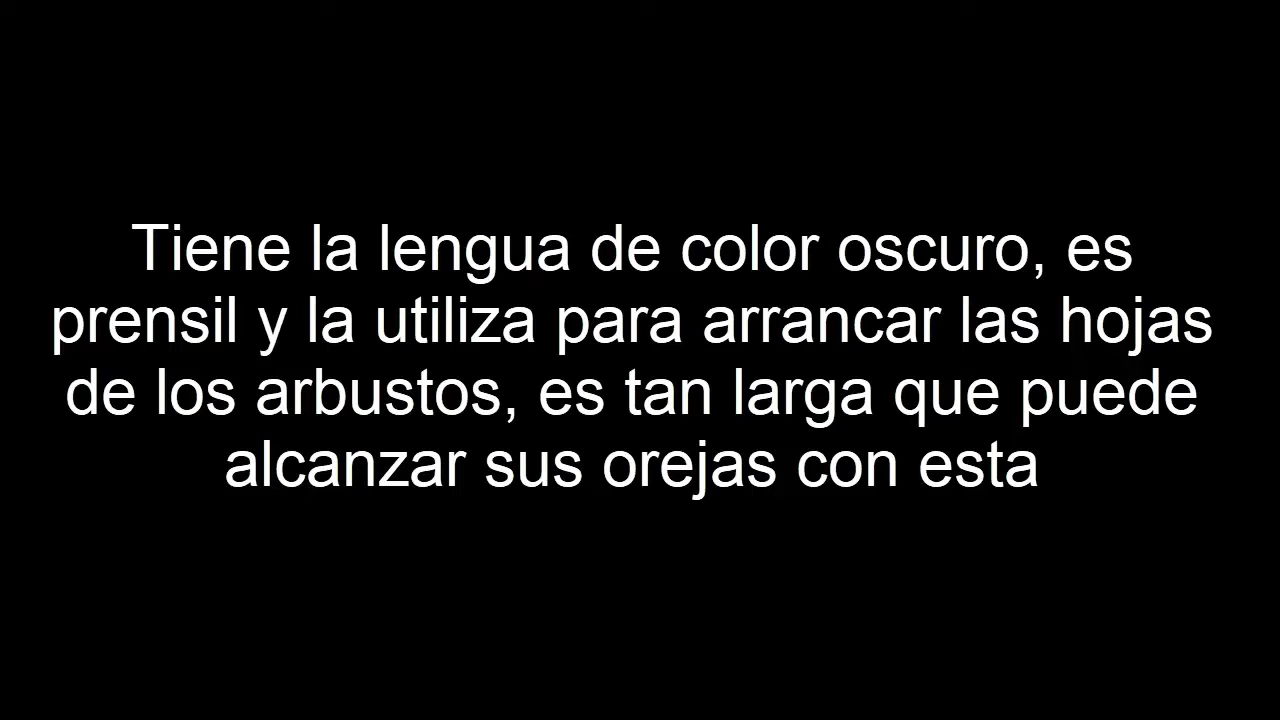 Tiene la lengua de color oscuro, es
prensil y la utiliza para arrancar las hojas
de los arbustos, es tan larga que puede
alcanzar sus orejas con esta